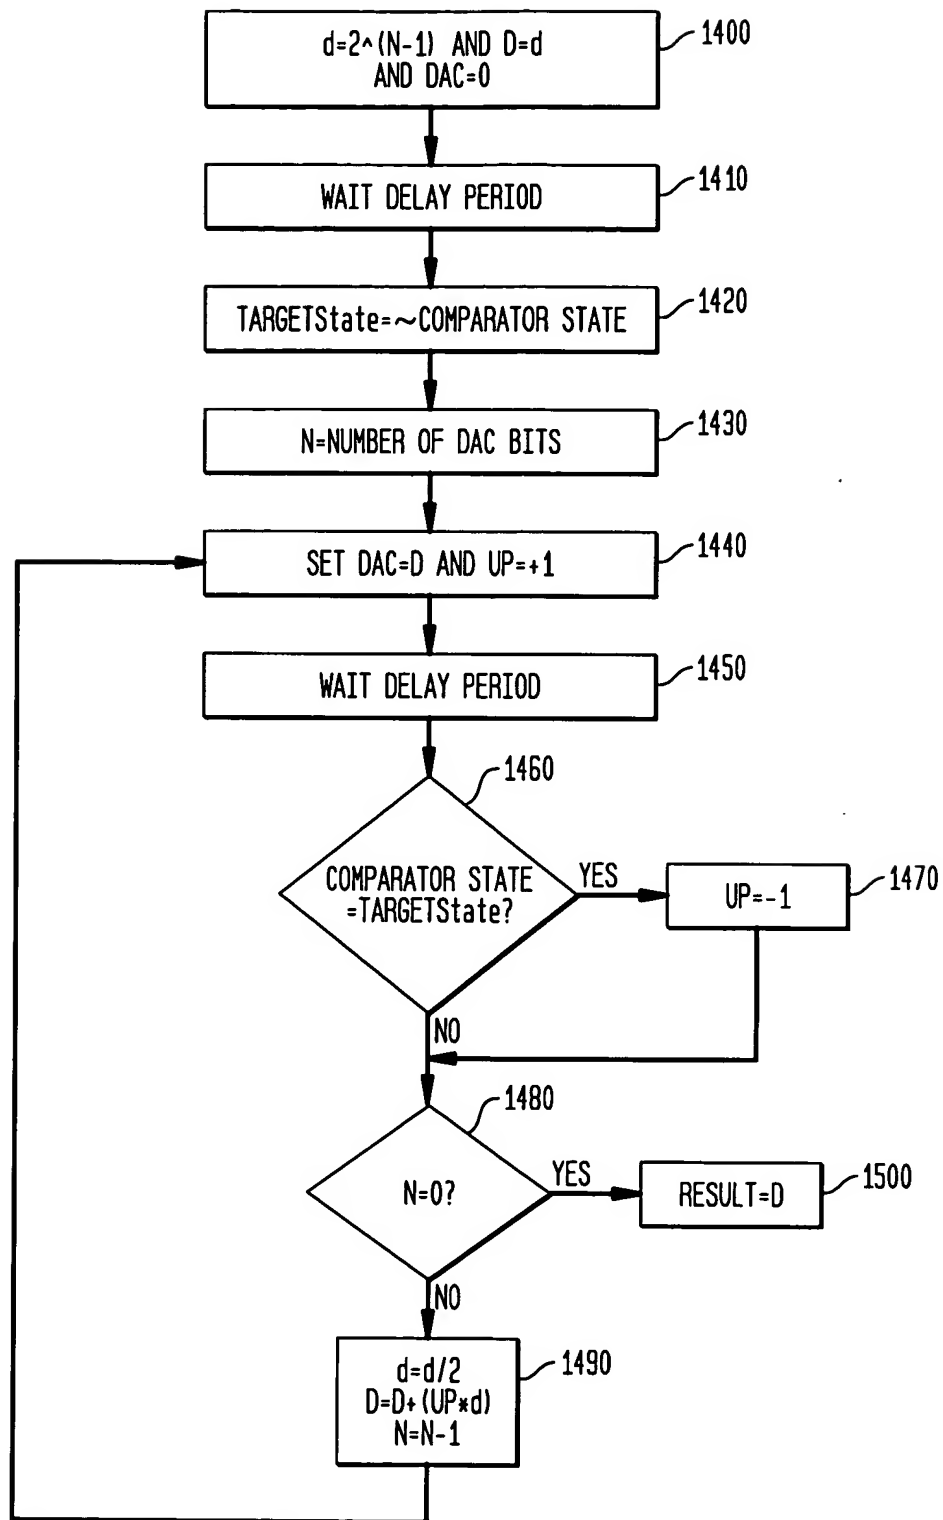 d=2^(N-1) AND D=d
AND DAC=0
1400
WAIT DELAY PERIOD
1410
TARGETState=~COMPARATOR STATE
1420
N=NUMBER OF DAC BITS
1430
SET DAC=D AND UP=+1
1440
WAIT DELAY PERIOD
1450
1460
COMPARATOR STATE
=TARGETState?
YES
UP=-1
1470
NO
1480
N=0?
YES
RESULT=D
1500
NO
d=d/2
D=D+(UP*d)
N=N-1
1490